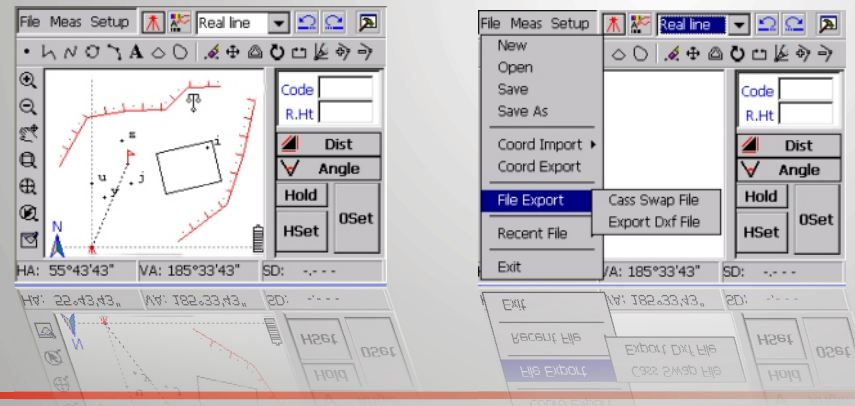 File Meas Setup Real line
A
Code
R.Ht
Dist
Angle
Hold
HSet
0Set
z
i
u
j
y
N
HA: 55°43'43" VA: 185°33'43" SD: -.---
File Meas Setup Real line
New
Open
Save
Save As
Coord Import
Coord Export
File Export
Cass Swap File
Export Dxf File
Recent File
Exit
Code
R.Ht
Dist
Angle
Hold
HSet
0Set
/A: 185°33'43" SD: -.---